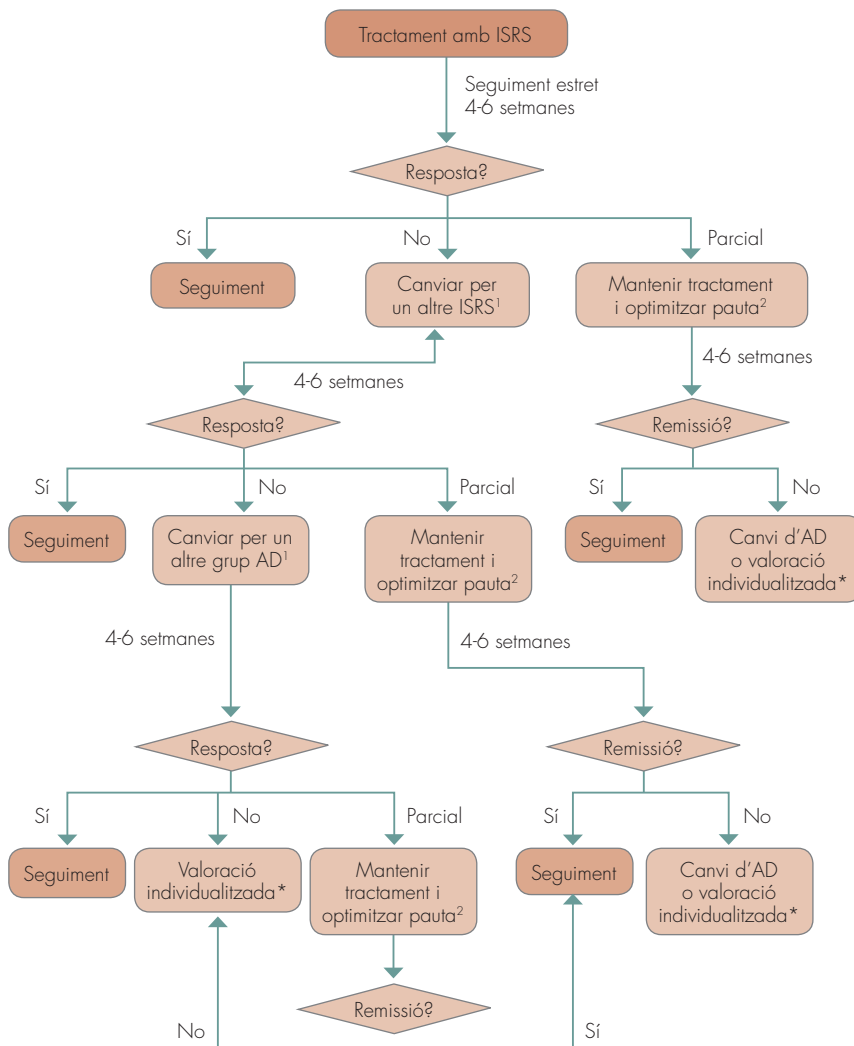 Tractament amb ISRS
Seguiment estret
4-6 setmanes
Resposta?
Sí
No
Parcial
Seguiment
Canviar per
un altre ISRS¹
Mantenir tractament
i optimitzar pauta²
4-6 setmanes
4-6 setmanes
Resposta?
Remissió?
Sí
No
Parcial
Sí
No
Seguiment
Canviar per un
altre grup AD¹
Mantenir
tractament i
optimitzar pauta²
Seguiment
Canvi d'AD
o valoració
individualitzada*
4-6 setmanes
4-6 setmanes
Resposta?
Remissió?
Sí
No
Parcial
Sí
No
Seguiment
Valoració
individualitzada*
Mantenir
tractament i
optimitzar pauta²
Seguiment
Canvi d'AD
o valoració
individualitzada*
Remissió?
No
Sí